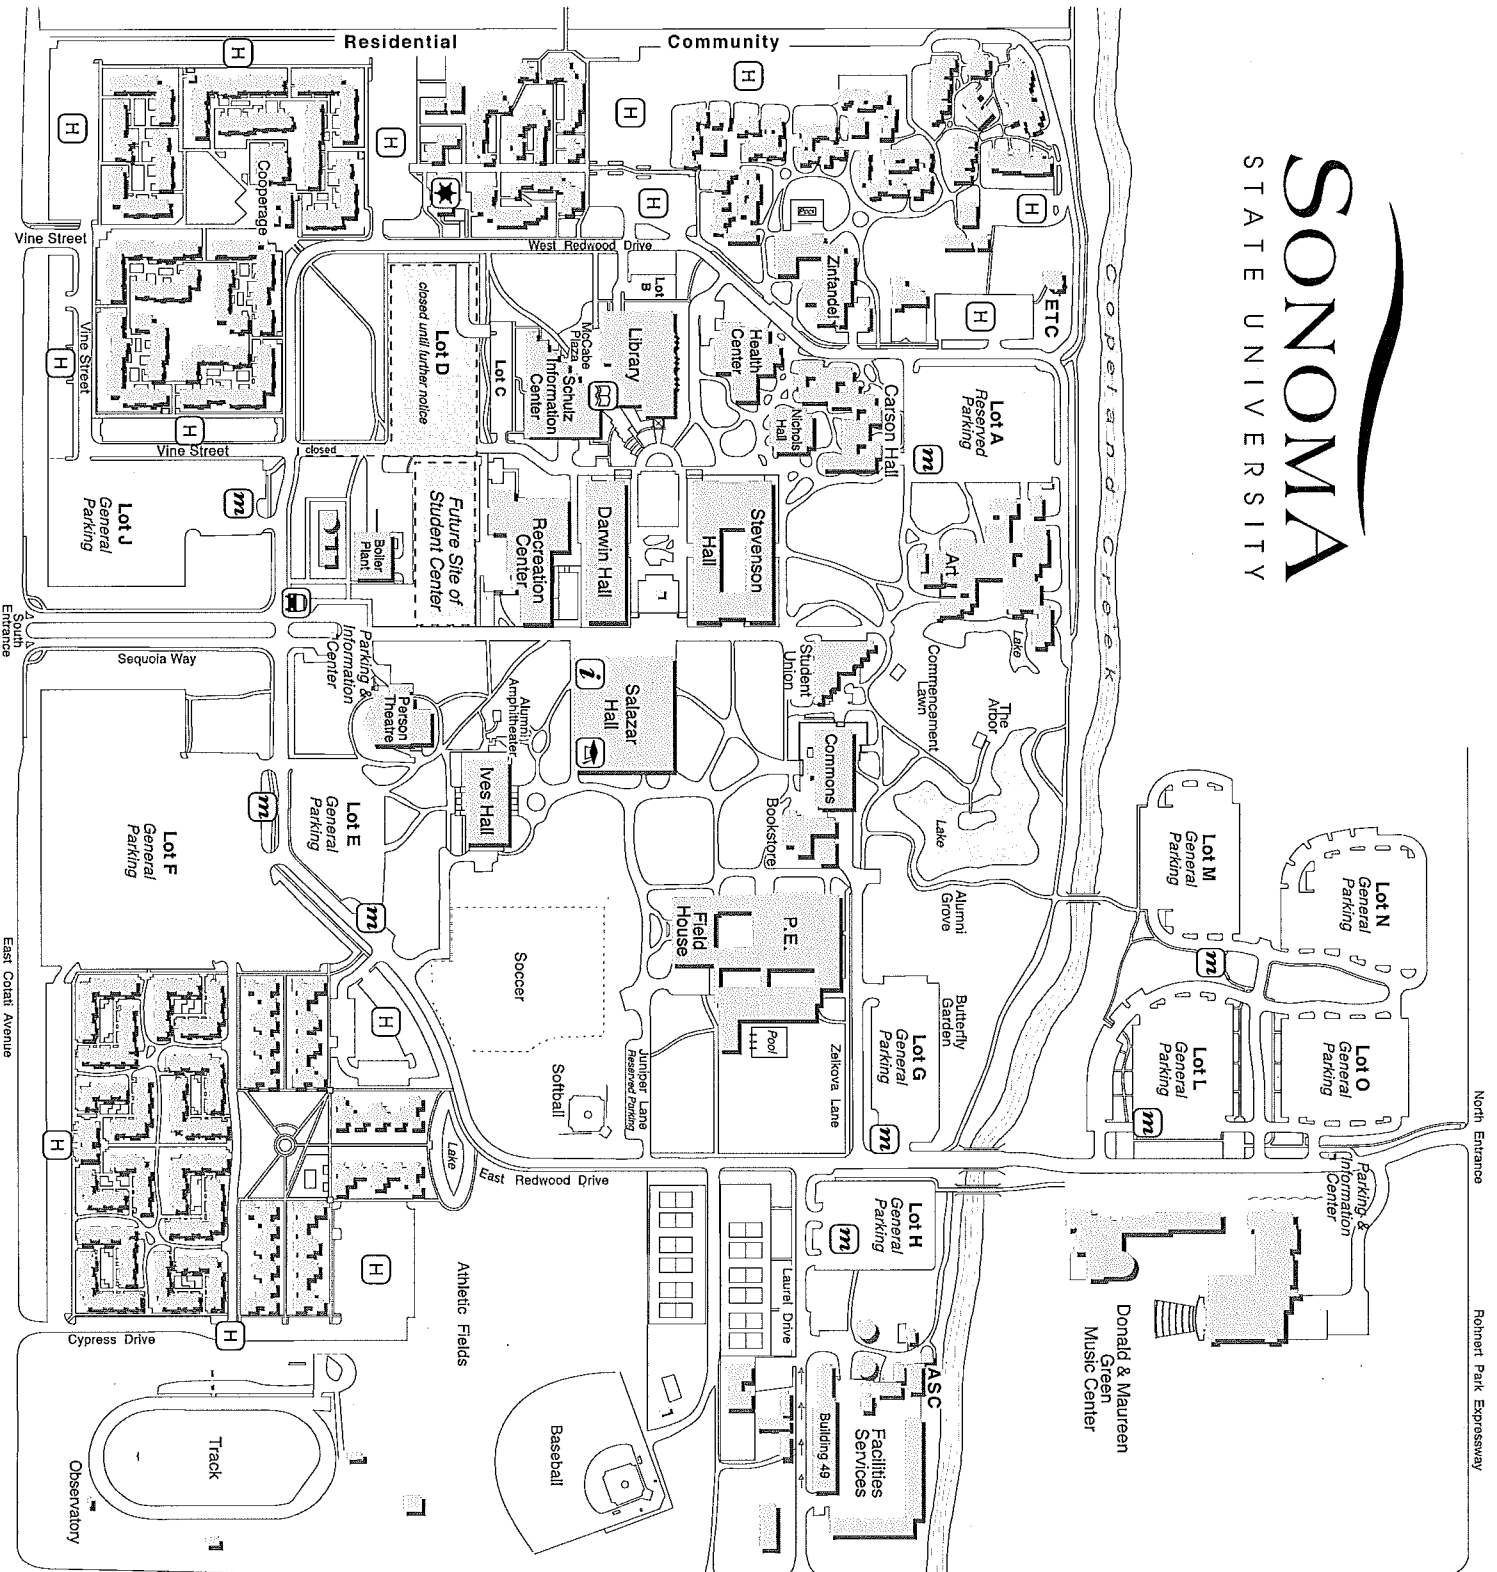 SONOMA
STATE UNIVERSITY
Residential
Community
Copeland Creek
H
H
H
H
H
H
H
Cooperage
Pool
Vine Street
West Redwood Drive
Zinfandel
ETC
H
Lot
B
Lot D
closed until further notice
Lot C
McCabe
Plaza
Schulz
Information
Center
Library
Health
Center
Carson Hall
Nichols
Hall
Lot A
Reserved
Parking
m
Vine Street
H
H
Vine Street
closed
Lot J
General
Parking
m
Boiler
Plant
Future Site of
Student Center
Recreation
Center
Darwin Hall
Stevenson
Hall
Art
Lake
South
Entrance
Sequoia Way
Parking &
Information
Center
Person
Theatre
Alumni
Amphitheater
Ives Hall
Salazar
Hall
i
Student
Union
Commons
Bookstore
Commencement
Lawn
The
Arbor
Lake
Lot F
General
Parking
m
Lot E
General
Parking
m
Lot M
General
Parking
Lot N
General
Parking
m
Alumni
Grove
P.E.
Field
House
Soccer
East Cotati Avenue
H
Softball
Juniper Lane
Reserved Parking
Pool
Zelkova Lane
Lot G
General
Parking
m
Butterfly
Garden
Lot L
General
Parking
m
Lot O
General
Parking
North Entrance
Parking &
Information
Center
H
Lake
East Redwood Drive
H
H
Cypress Drive
Athletic Fields
Laurel Drive
Lot H
General
Parking
m
ASC
Building 49
Facilities
Services
Donald & Maureen
Green
Music Center
Rohnert Park Expressway
Track
Observatory
Baseball